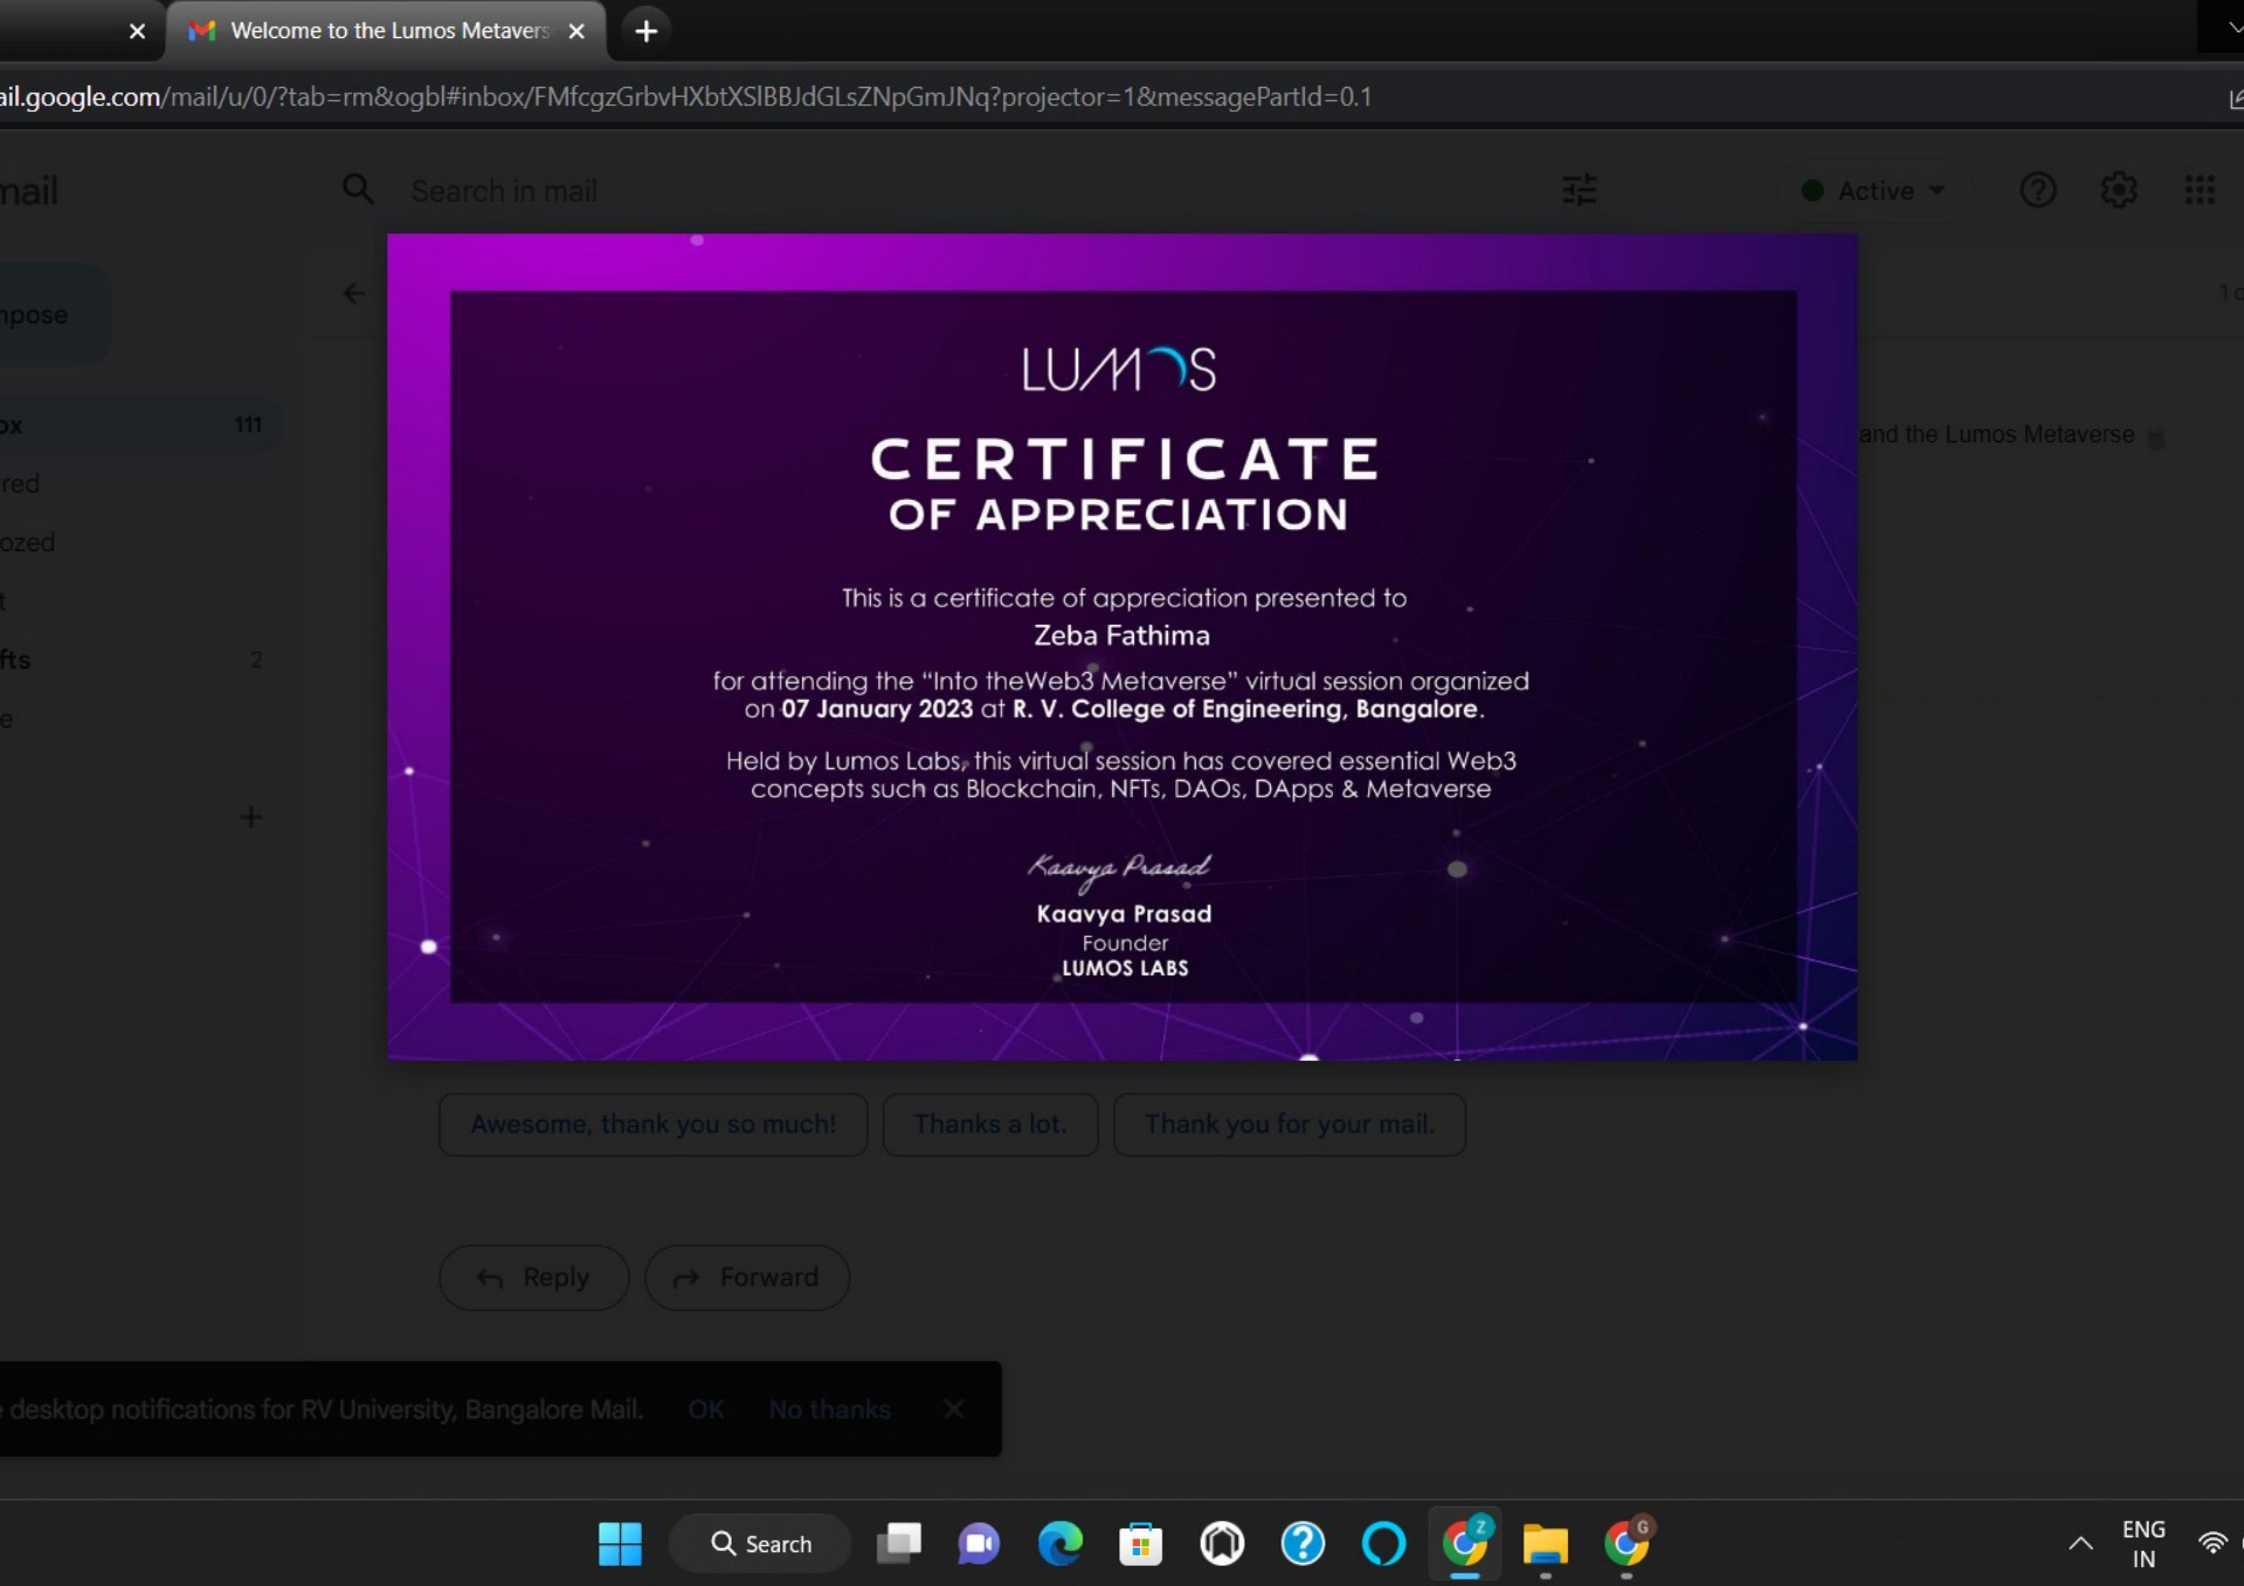 Welcome to the Lumos Metavers
ail.google.com/mail/u/0/?tab=rm&ogbl#inbox/FMfcgzGrbvHXbtXSlBBJdGLsZNpGmJNq?projector=1&messagePartId=0.1
mail
Search in mail
Active
mpose
ox 111
red
ozed
t
fts 2
e
and the Lumos Metaverse
LUMOS
CERTIFICATE
OF APPRECIATION
This is a certificate of appreciation presented to
Zeba Fathima
for attending the “Into theWeb3 Metaverse” virtual session organized
on 07 January 2023 at R. V. College of Engineering, Bangalore.
Held by Lumos Labs, this virtual session has covered essential Web3
concepts such as Blockchain, NFTs, DAOs, DApps & Metaverse
Kaavya Prasad
Kaavya Prasad
Founder
LUMOS LABS
Awesome, thank you so much! Thanks a lot. Thank you for your mail.
Reply Forward
e desktop notifications for RV University, Bangalore Mail. OK No thanks
Search
Z
G
ENG
IN